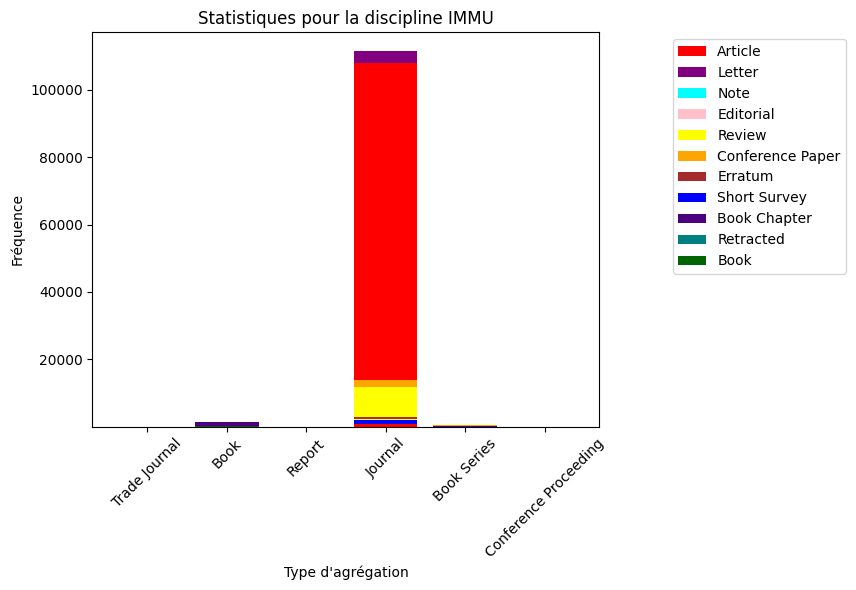 Statistiques pour la discipline IMMU
Fréquence
100000
80000
60000
40000
20000
Trade Journal
Book
Report
Journal
Book Series
Conference Proceeding
Type d'agrégation
Article
Letter
Note
Editorial
Review
Conference Paper
Erratum
Short Survey
Book Chapter
Retracted
Book